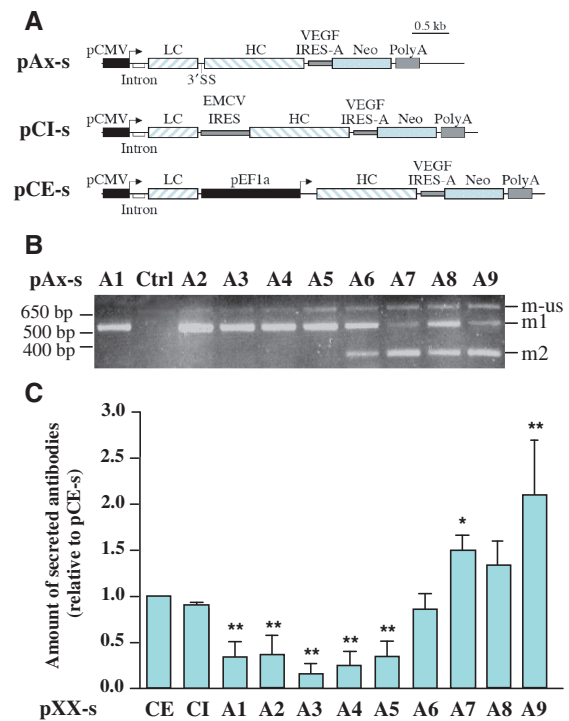 A
0.5 kb
VEGF
pCMV LC HC IRES-A Neo PolyA
pAx-s
Intron 3´SS
EMCV VEGF
pCMV LC IRES HC IRES-A Neo PolyA
pCI-s
Intron
VEGF
pCMV LC pEF1a HC IRES-A Neo PolyA
pCE-s
Intron
B
pAx-s A1 Ctrl A2 A3 A4 A5 A6 A7 A8 A9
650 bp
500 bp
400 bp
m-us
m1
m2
C
Amount of secreted antibodies
(relative to pCE-s)
3.0
2.5
2.0
1.5
1.0
0.5
0.0
** ** ** ** ** * **
pXX-s CE CI A1 A2 A3 A4 A5 A6 A7 A8 A9